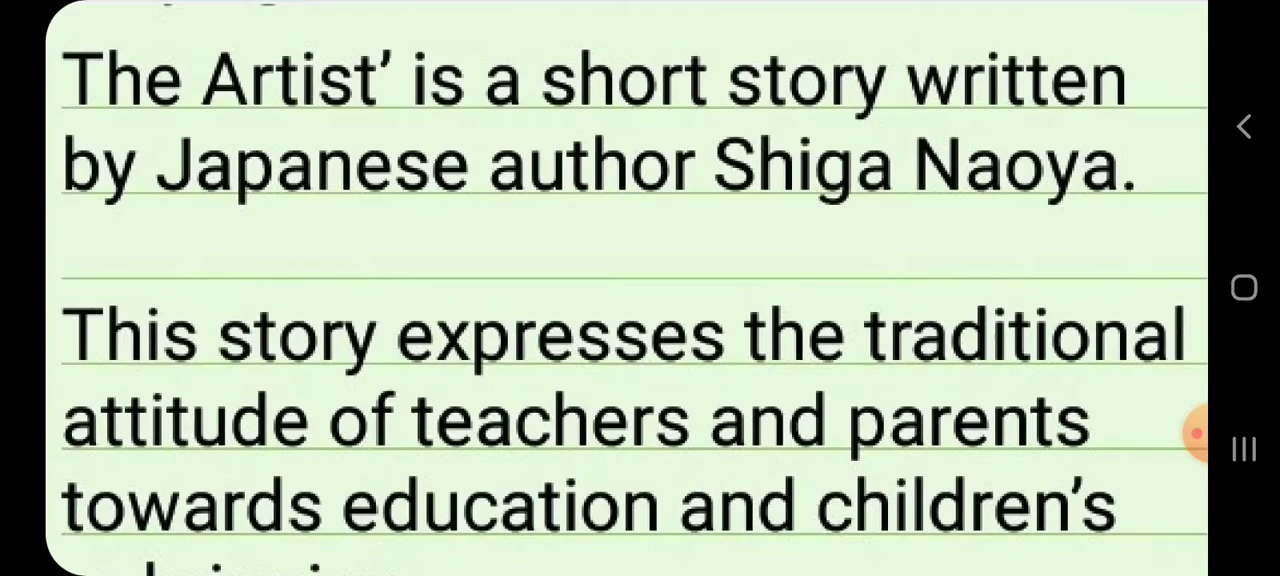 The Artist’ is a short story written
by Japanese author Shiga Naoya.
This story expresses the traditional
attitude of teachers and parents
towards education and children’s